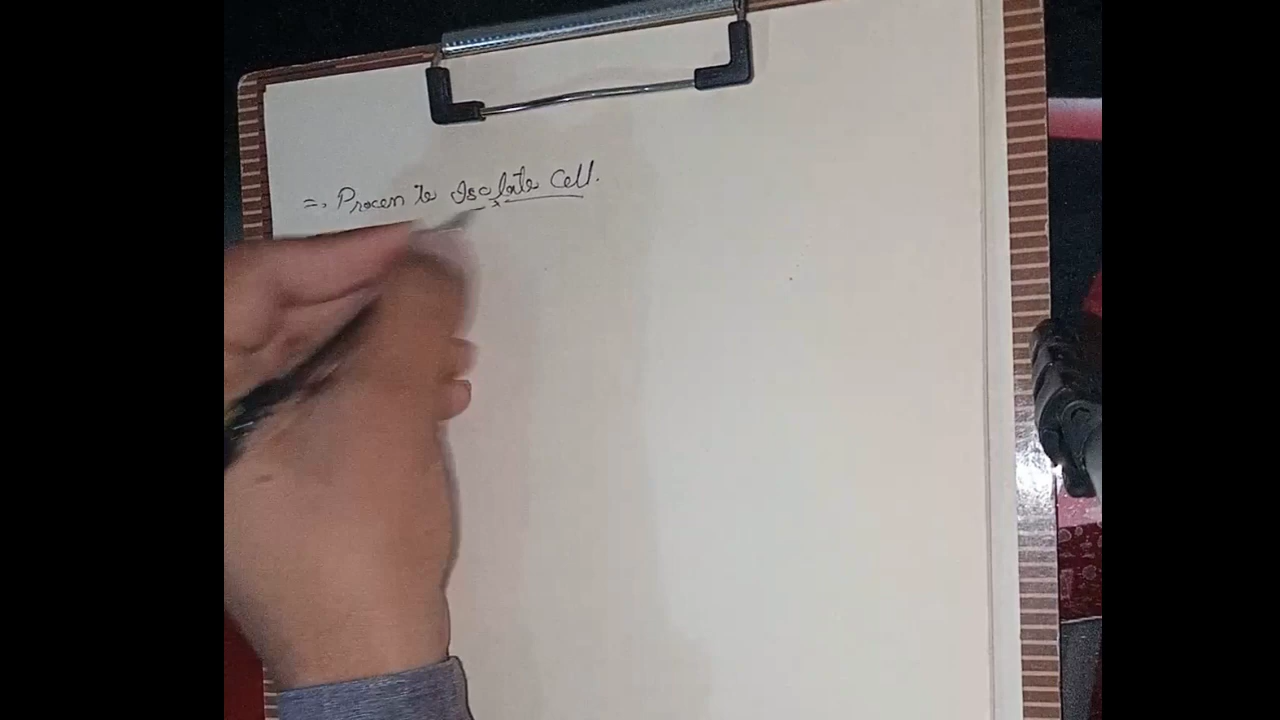 =. Process to Isolate Cell.